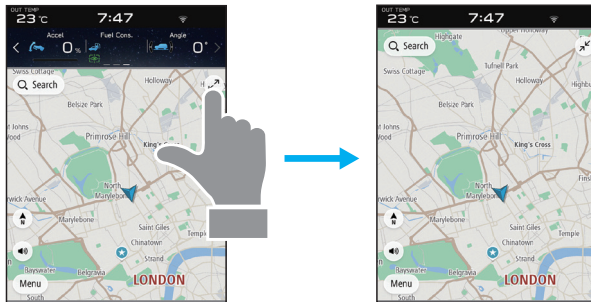 OUT TEMP
23 °C
7:47
Accel
Fuel Cons.
Angle
0 %
_ _ _
0°
Swiss Cottage
Holloway
Search
Belsize Park
Primrose Hill
King's Cross
North
Marylebone
Marylebone
Saint Giles
Temple
Chinatown
Strand
Bayswater
Belgravia
Menu
LONDON
South
N
OUT TEMP
23 °C
7:47
Highgate
Upper Holloway
Search
Tufnell Park
Swiss Cottage
Holloway
Belsize Park
Primrose Hill
King's Cross
North
Marylebone
Marylebone
Saint Giles
Temple
Chinatown
Strand
Bayswater
Belgravia
Menu
LONDON
South
N